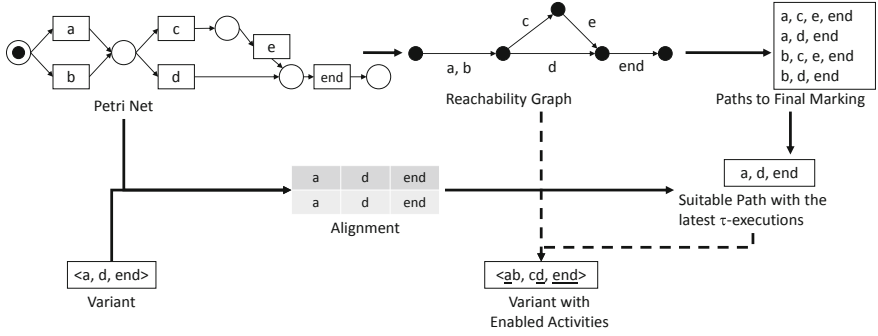 a
c
e
b
d
end
Petri Net
c
e
a, b
d
end
Reachability Graph
a, c, e, end
a, d, end
b, c, e, end
b, d, end
Paths to Final Marking
a d end
a d end
Alignment
a, d, end
Suitable Path with the
latest τ-executions
<a, d, end>
Variant
<ab, cd, end>
Variant with
Enabled Activities